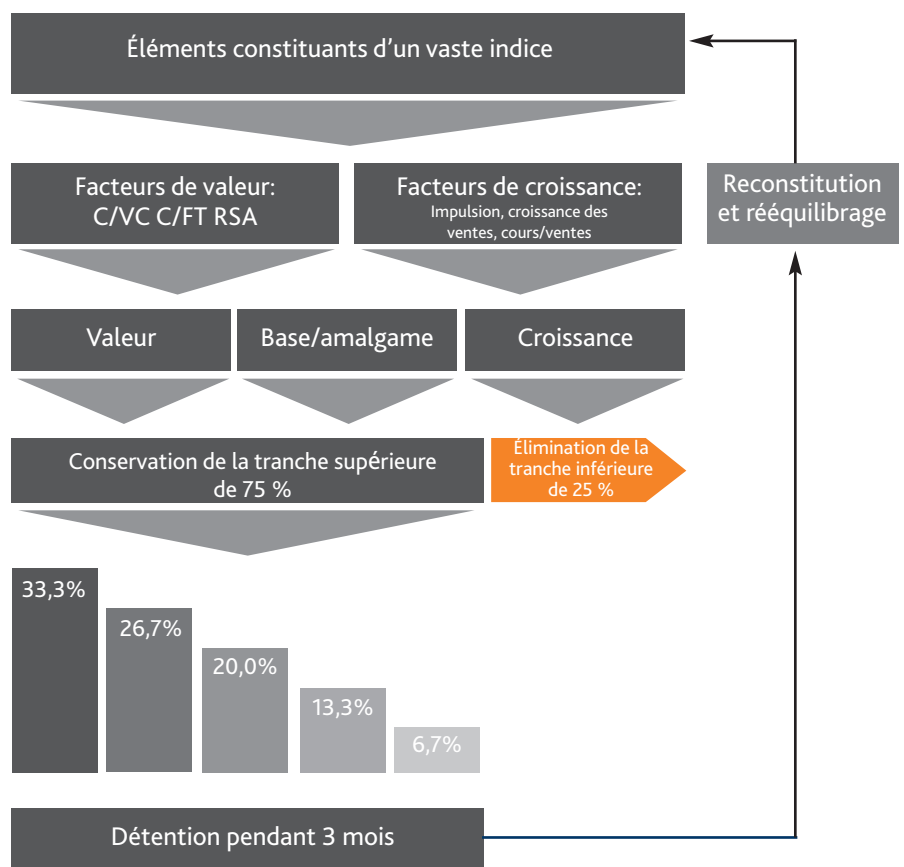 Éléments constituants d'un vaste indice
Facteurs de valeur:
C/VC C/FT RSA
Facteurs de croissance:
Impulsion, croissance des
ventes, cours/ventes
Reconstitution
et rééquilibrage
Valeur
Base/amalgame
Croissance
Conservation de la tranche supérieure
de 75 %
Élimination de la
tranche inférieure
de 25 %
33,3%
26,7%
20,0%
13,3%
6,7%
Détention pendant 3 mois